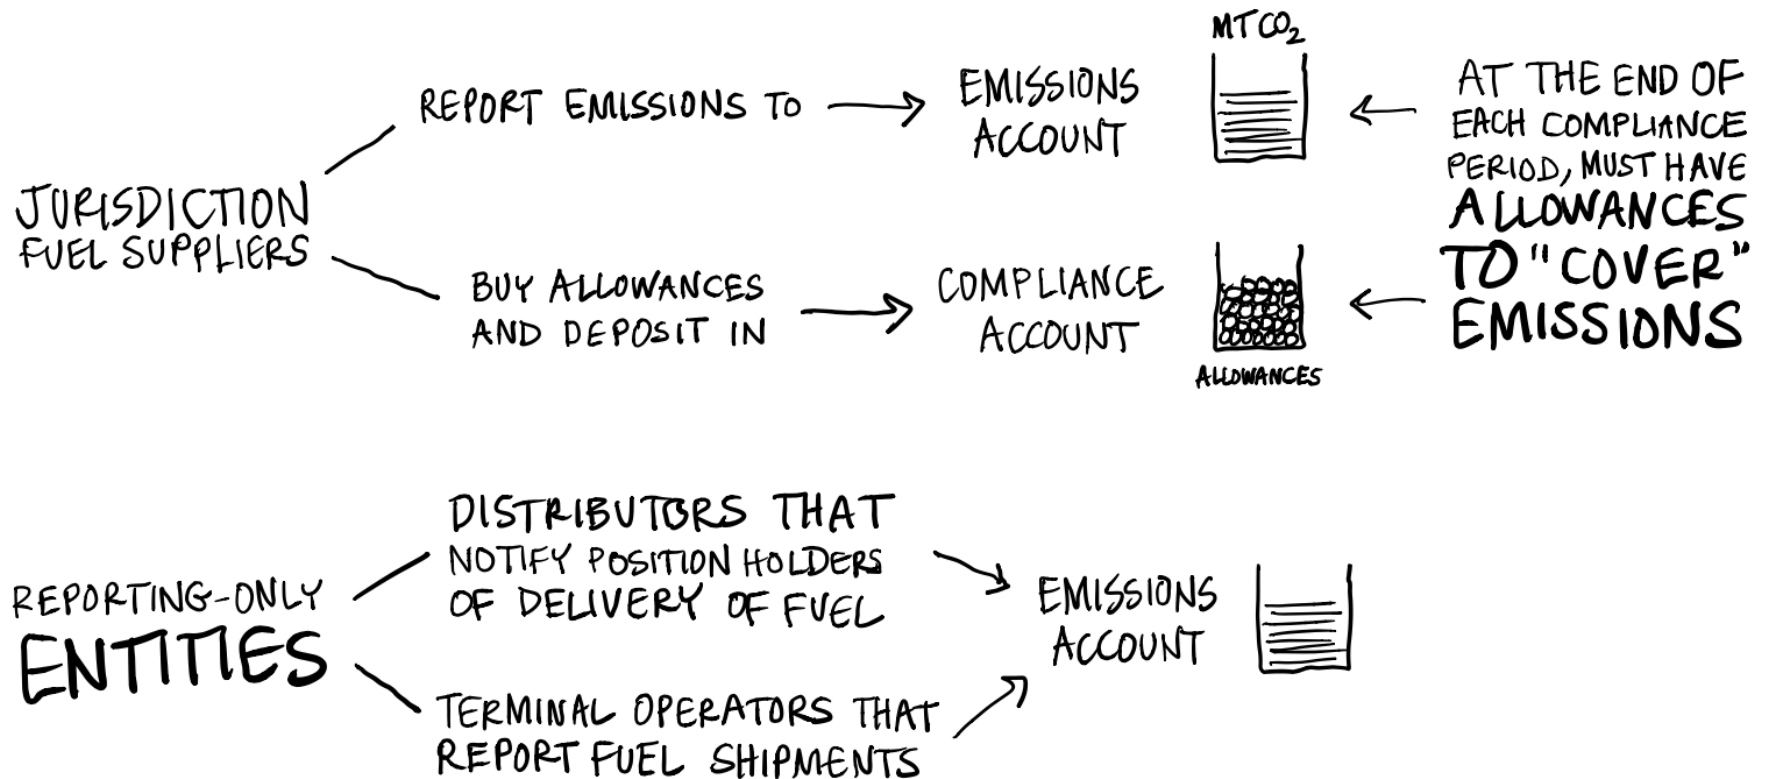 JURISDICTION
FUEL SUPPLIERS
REPORT EMISSIONS TO
EMISSIONS
ACCOUNT
MTCO2
BUY ALLOWANCES
AND DEPOSIT IN
COMPLIANCE
ACCOUNT
ALLOWANCES
AT THE END OF
EACH COMPLIANCE
PERIOD, MUST HAVE
ALLOWANCES
TO "COVER"
EMISSIONS
REPORTING-ONLY
ENTITIES
DISTRIBUTORS THAT
NOTIFY POSITION HOLDERS
OF DELIVERY OF FUEL
TERMINAL OPERATORS THAT
REPORT FUEL SHIPMENTS
EMISSIONS
ACCOUNT